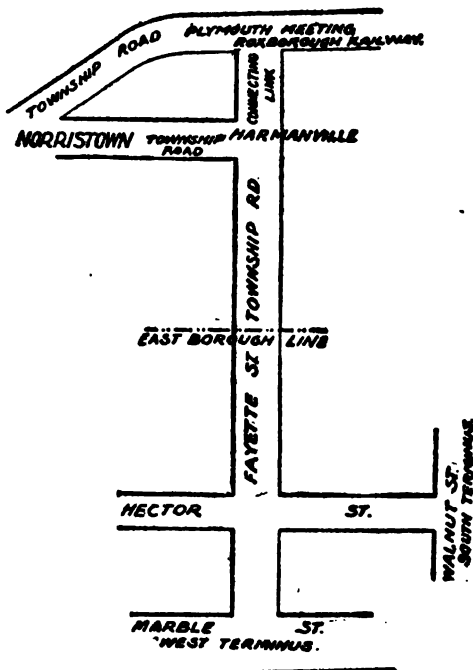 TOWNSHIP ROAD
PLYMOUTH MEETING
ROXBOROUGH RAILWAY.
CONNECTING
LINK
NORRISTOWN TOWNSHIP HARMANVILLE
ROAD
FAYETTE ST TOWNSHIP RD.
EAST BOROUGH LINE
HECTOR ST.
WALNUT ST.
SOUTH TERMINUS.
MARBLE ST.
WEST TERMINUS.